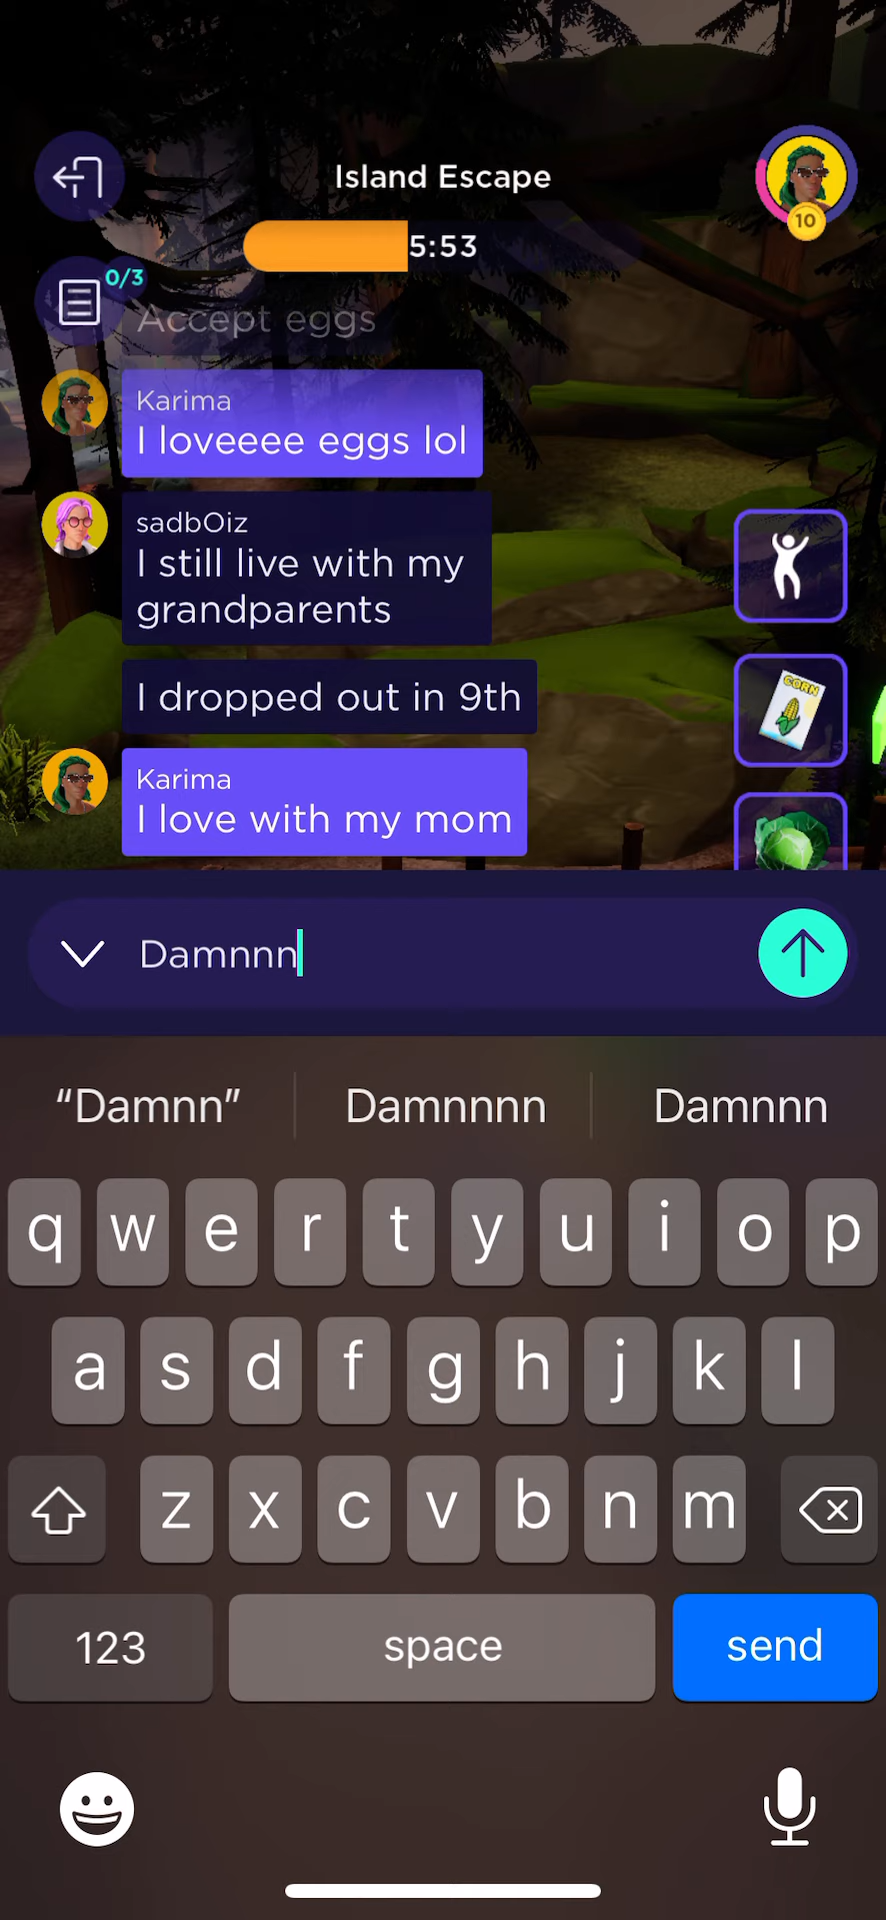 Island Escape
10
5:53
0/3
Accept eggs
Karima
I loveeee eggs lol
sadbOiz
I still live with my
grandparents
I dropped out in 9th
CORN
Karima
I love with my mom
Damnnn
“Damnn”
Damnnnn
Damnnn
q w e r t y u i o p
a s d f g h j k l
z x c v b n m
123
space
send